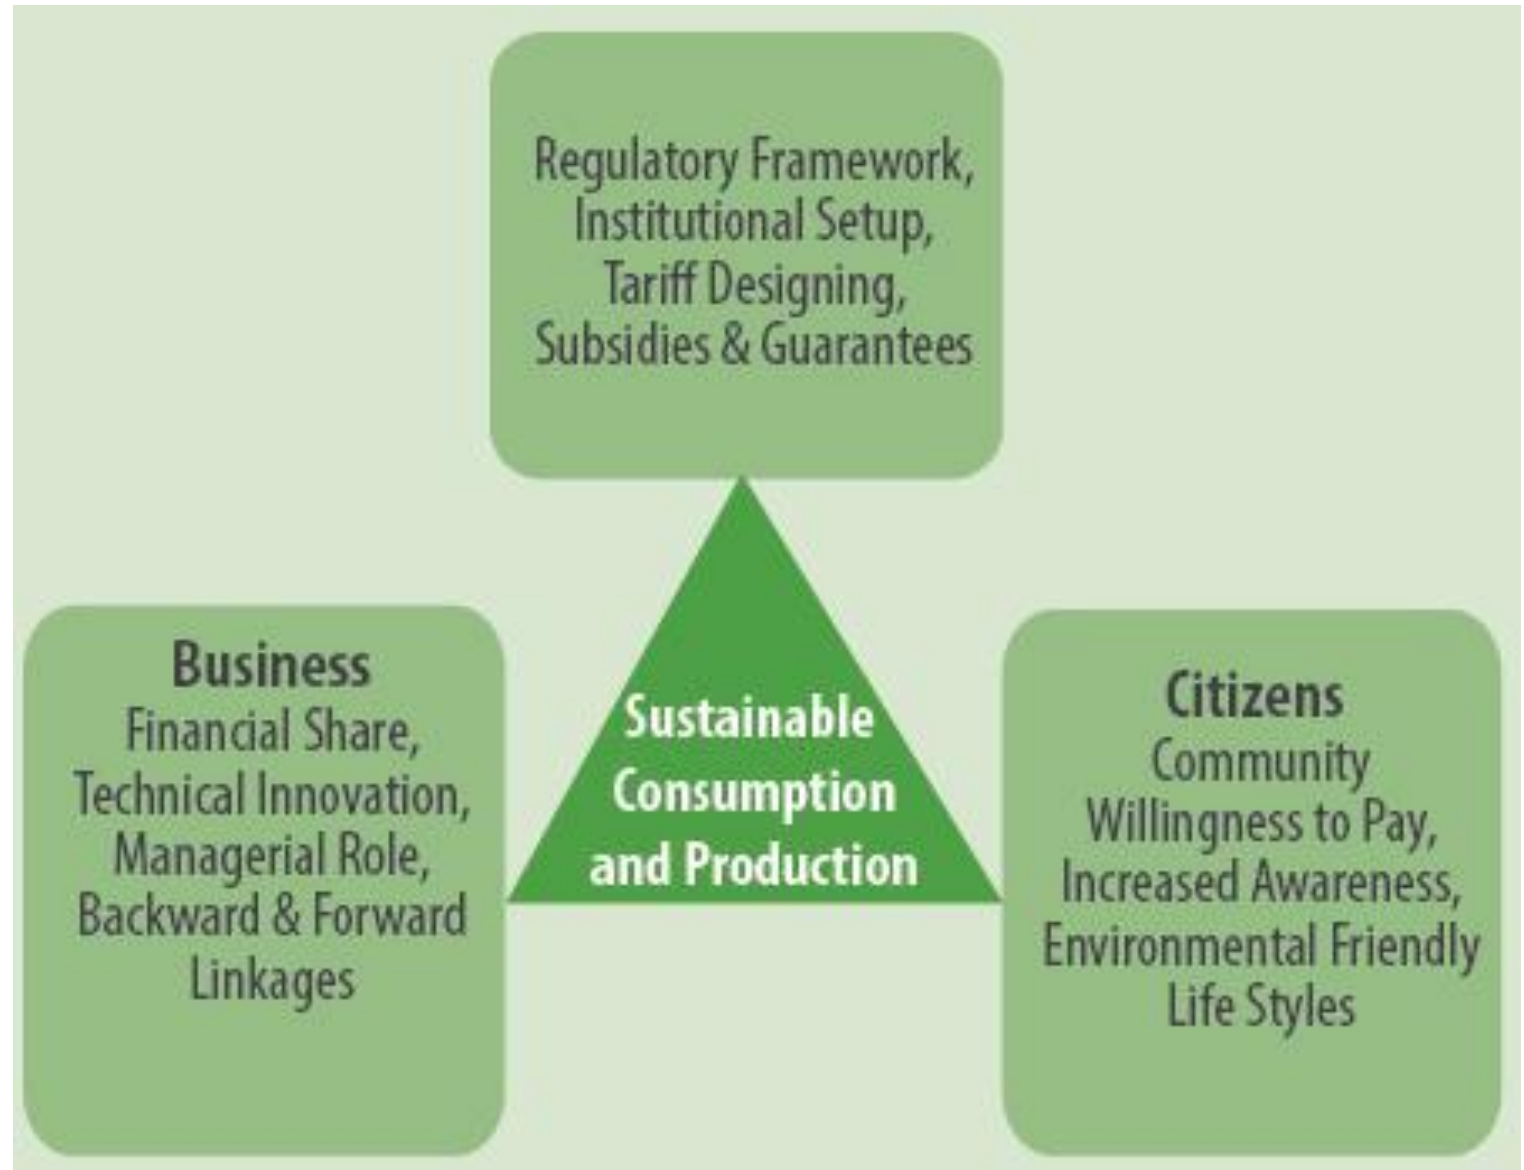 Regulatory Framework,
Institutional Setup,
Tariff Designing,
Subsidies & Guarantees
Business
Financial Share,
Technical Innovation,
Managerial Role,
Backward & Forward
Linkages
Sustainable
Consumption
and Production
Citizens
Community
Willingness to Pay,
Increased Awareness,
Environmental Friendly
Life Styles